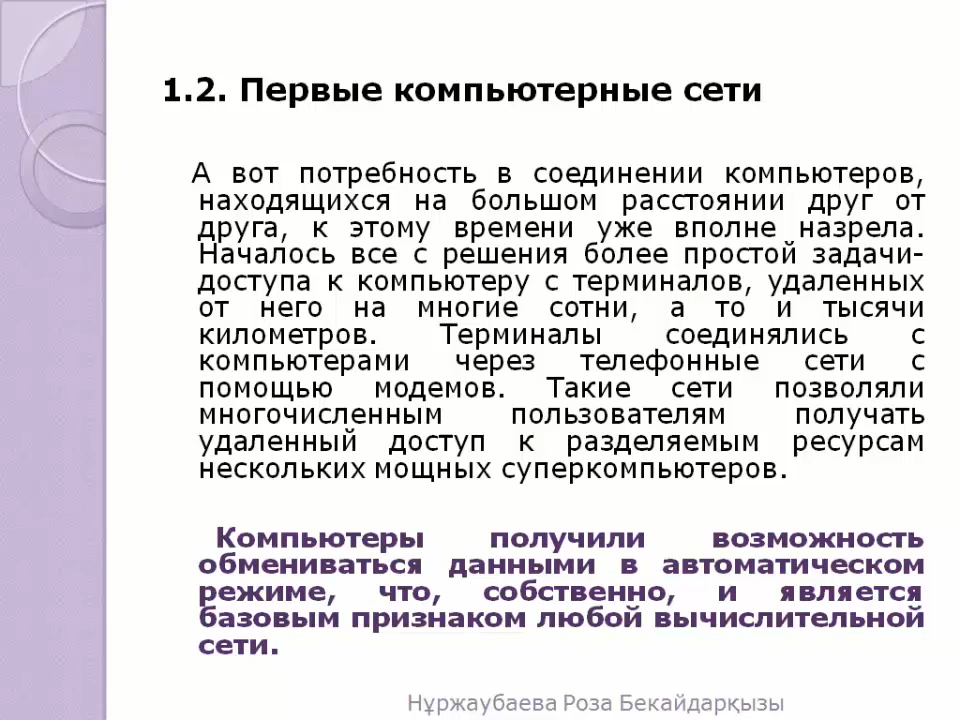 1.2. Первые компьютерные сети
А вот потребность в соединении компьютеров,
находящихся на большом расстоянии друг от
друга, к этому времени уже вполне назрела.
Началось все с решения более простой задачи-
доступа к компьютеру с терминалов, удаленных
от него на многие сотни, а то и тысячи
километров. Терминалы соединялись с
компьютерами через телефонные сети с
помощью модемов. Такие сети позволяли
многочисленным пользователям получать
удаленный доступ к разделяемым ресурсам
нескольких мощных суперкомпьютеров.
Компьютеры получили возможность
обмениваться данными в автоматическом
режиме, что, собственно, и является
базовым признаком любой вычислительной
сети.
Нұржаубаева Роза Бекайдарқызы